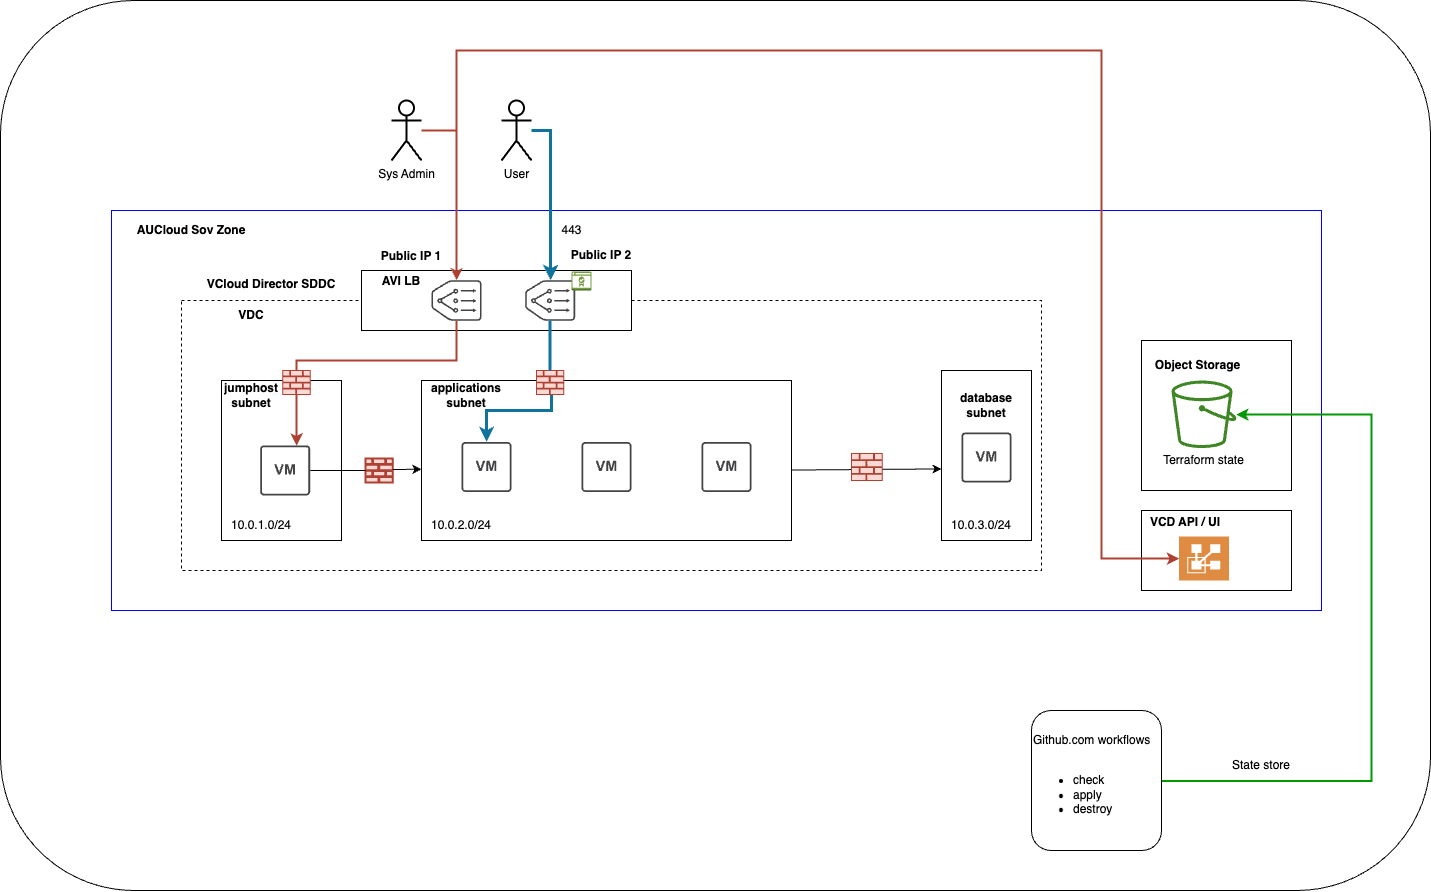 Sys Admin
User
AUCloud Sov Zone
443
Public IP 1
Public IP 2
AVI LB
VCloud Director SDDC
VDC
jumphost
subnet
VM
10.0.1.0/24
applications
subnet
VM
VM
VM
10.0.2.0/24
database
subnet
VM
10.0.3.0/24
Object Storage
Terraform state
VCD API / UI
Github.com workflows
• check
• apply
• destroy
State store